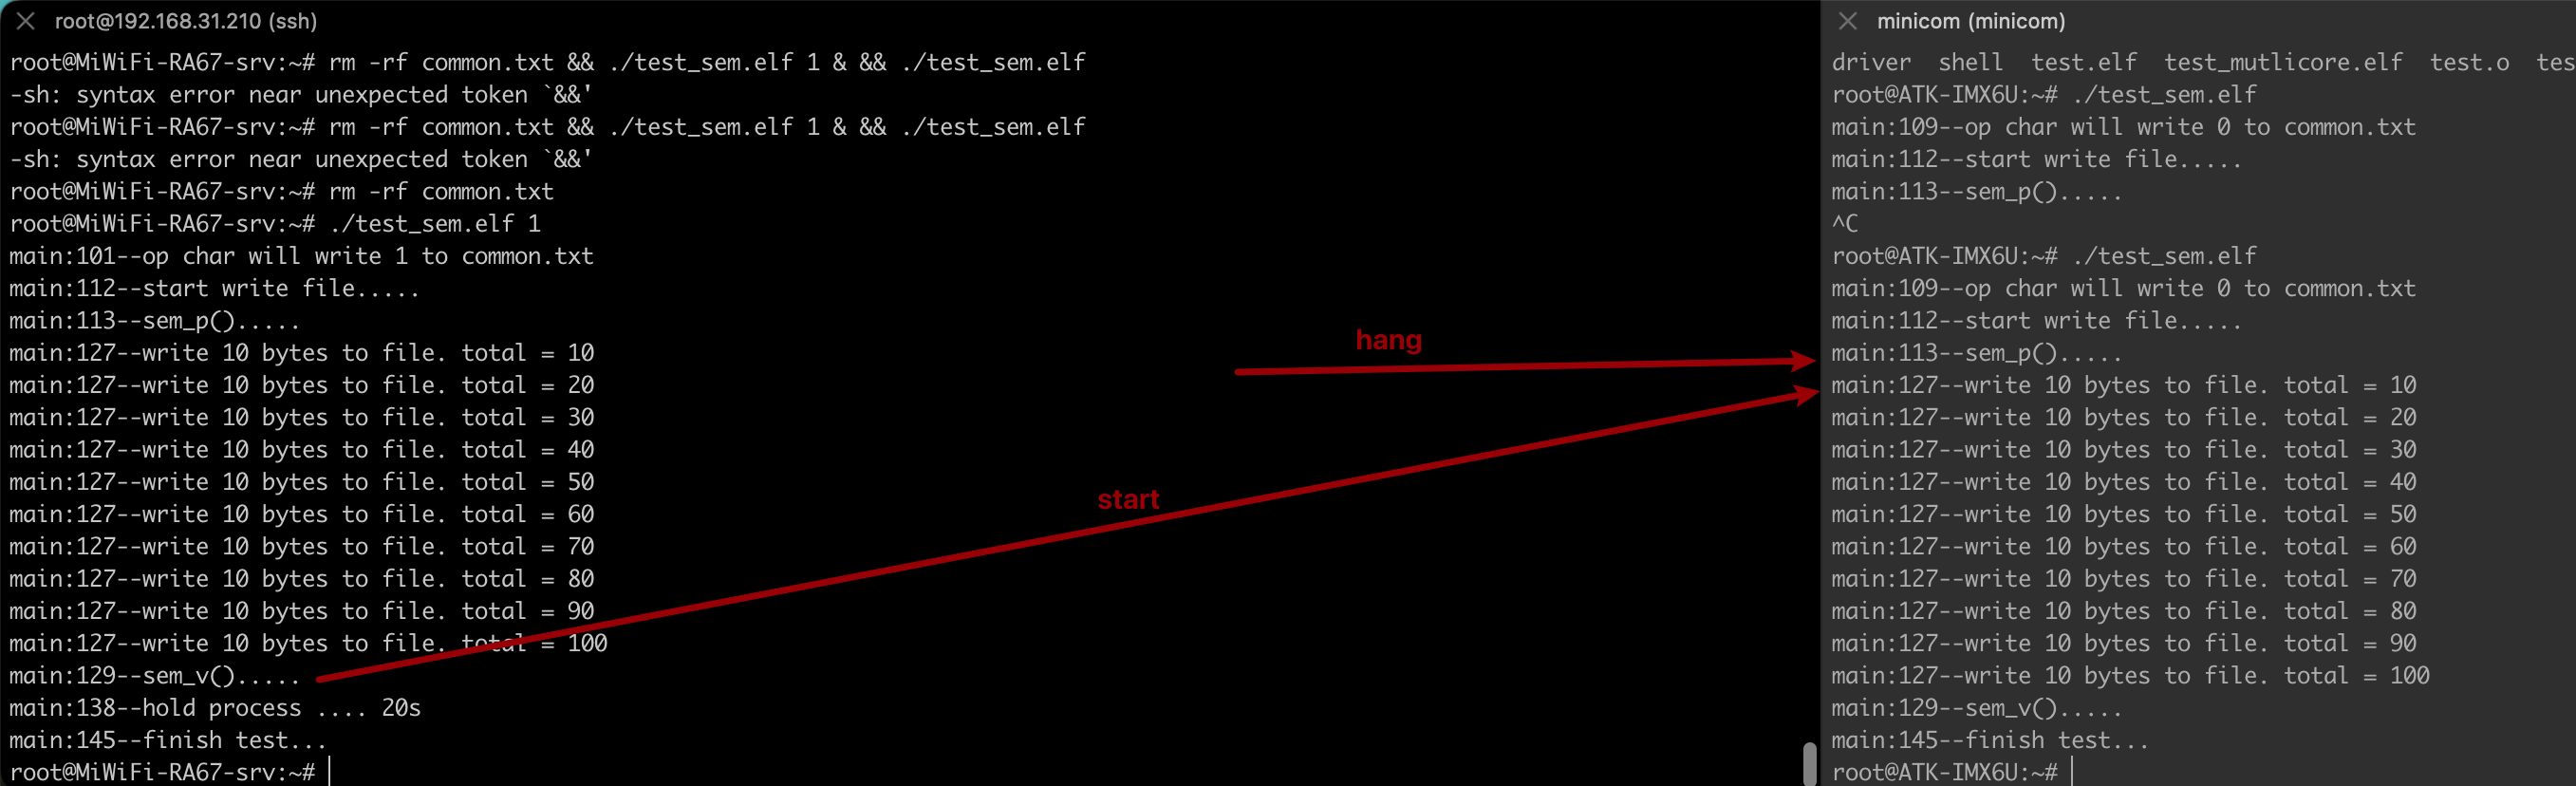 root@192.168.31.210 (ssh)
root@MiWiFi-RA67-srv:~# rm -rf common.txt && ./test_sem.elf 1 & && ./test_sem.elf
-sh: syntax error near unexpected token `&&'
root@MiWiFi-RA67-srv:~# rm -rf common.txt && ./test_sem.elf 1 & && ./test_sem.elf
-sh: syntax error near unexpected token `&&'
root@MiWiFi-RA67-srv:~# rm -rf common.txt
root@MiWiFi-RA67-srv:~# ./test_sem.elf 1
main:101--op char will write 1 to common.txt
main:112--start write file.....
main:113--sem_p().....
main:127--write 10 bytes to file. total = 10
main:127--write 10 bytes to file. total = 20
main:127--write 10 bytes to file. total = 30
main:127--write 10 bytes to file. total = 40
main:127--write 10 bytes to file. total = 50
main:127--write 10 bytes to file. total = 60
main:127--write 10 bytes to file. total = 70
main:127--write 10 bytes to file. total = 80
main:127--write 10 bytes to file. total = 90
main:127--write 10 bytes to file. total = 100
main:129--sem_v().....
main:138--hold process .... 20s
main:145--finish test...
root@MiWiFi-RA67-srv:~#
hang
start
minicom (minicom)
driver  shell  test.elf  test_mutlicore.elf  test.o  tes
root@ATK-IMX6U:~# ./test_sem.elf
main:109--op char will write 0 to common.txt
main:112--start write file.....
main:113--sem_p().....
^C
root@ATK-IMX6U:~# ./test_sem.elf
main:109--op char will write 0 to common.txt
main:112--start write file.....
main:113--sem_p().....
main:127--write 10 bytes to file. total = 10
main:127--write 10 bytes to file. total = 20
main:127--write 10 bytes to file. total = 30
main:127--write 10 bytes to file. total = 40
main:127--write 10 bytes to file. total = 50
main:127--write 10 bytes to file. total = 60
main:127--write 10 bytes to file. total = 70
main:127--write 10 bytes to file. total = 80
main:127--write 10 bytes to file. total = 90
main:127--write 10 bytes to file. total = 100
main:129--sem_v().....
main:145--finish test...
root@ATK-IMX6U:~#